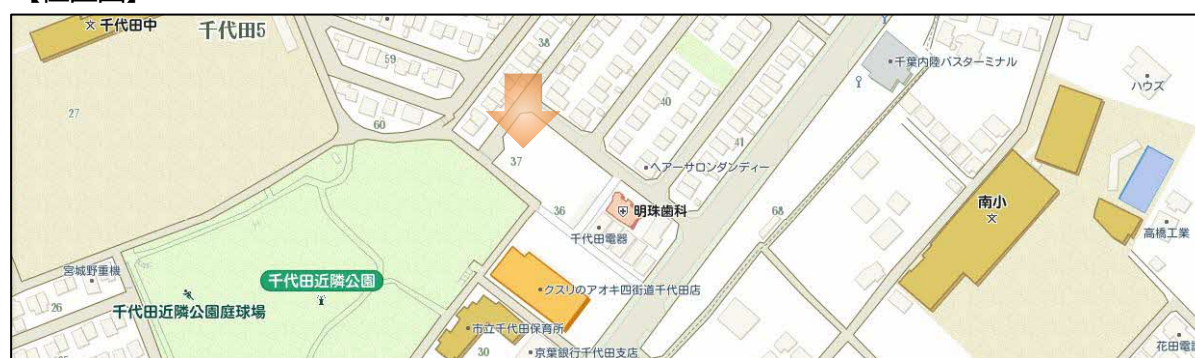 千代田中
千代田5
38
59
千葉内陸バスターミナル
ハウズ
27
60
40
41
37
ヘアーサロンダンディー
36
明珠歯科
68
南小
千代田電器
高橋工業
宮城野重機
千代田近隣公園
クスリのアオキ四街道千代田店
26
千代田近隣公園庭球場
市立千代田保育所
30
京葉銀行千代田支店
花田電設